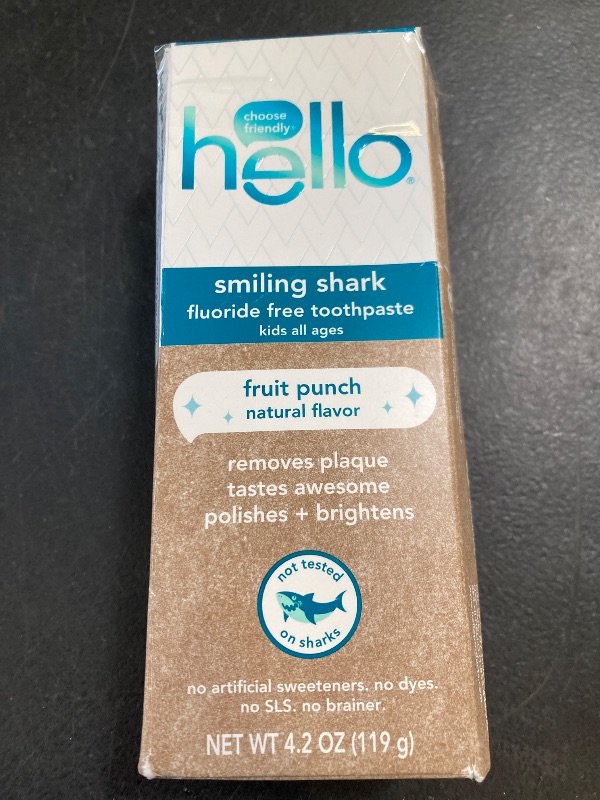 choose
friendly®
hello®
smiling shark
fluoride free toothpaste
kids all ages
fruit punch
natural flavor
removes plaque
tastes awesome
polishes + brightens
not tested
on sharks
no artificial sweeteners. no dyes.
no SLS. no brainer.
NET WT 4.2 OZ (119 g)